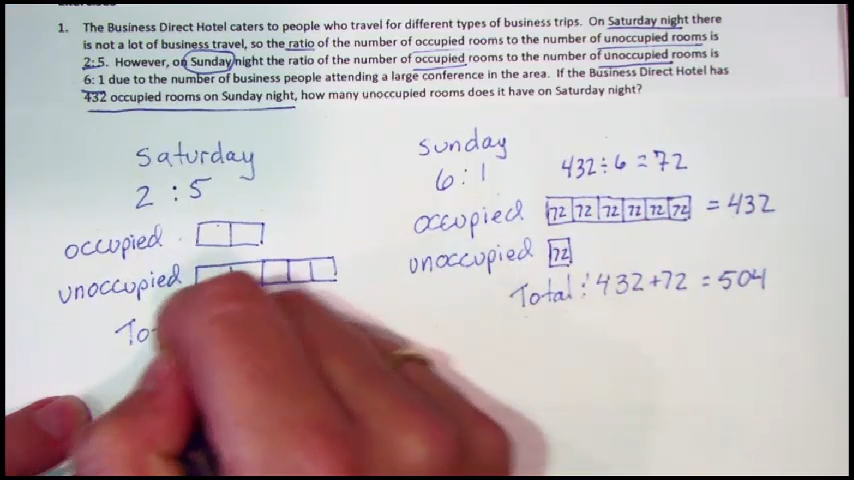 1. The Business Direct Hotel caters to people who travel for different types of business trips. On Saturday night there
is not a lot of business travel, so the ratio of the number of occupied rooms to the number of unoccupied rooms is
2:5. However, on Sunday night the ratio of the number of occupied rooms to the number of unoccupied rooms is
6:1 due to the number of business people attending a large conference in the area. If the Business Direct Hotel has
432 occupied rooms on Sunday night, how many unoccupied rooms does it have on Saturday night?
Saturday
2 : 5
occupied
unoccupied
To
Sunday
6:1
432÷6=72
occupied 72 72 72 72 72 72 = 432
unoccupied 72
Total: 432+72 = 504